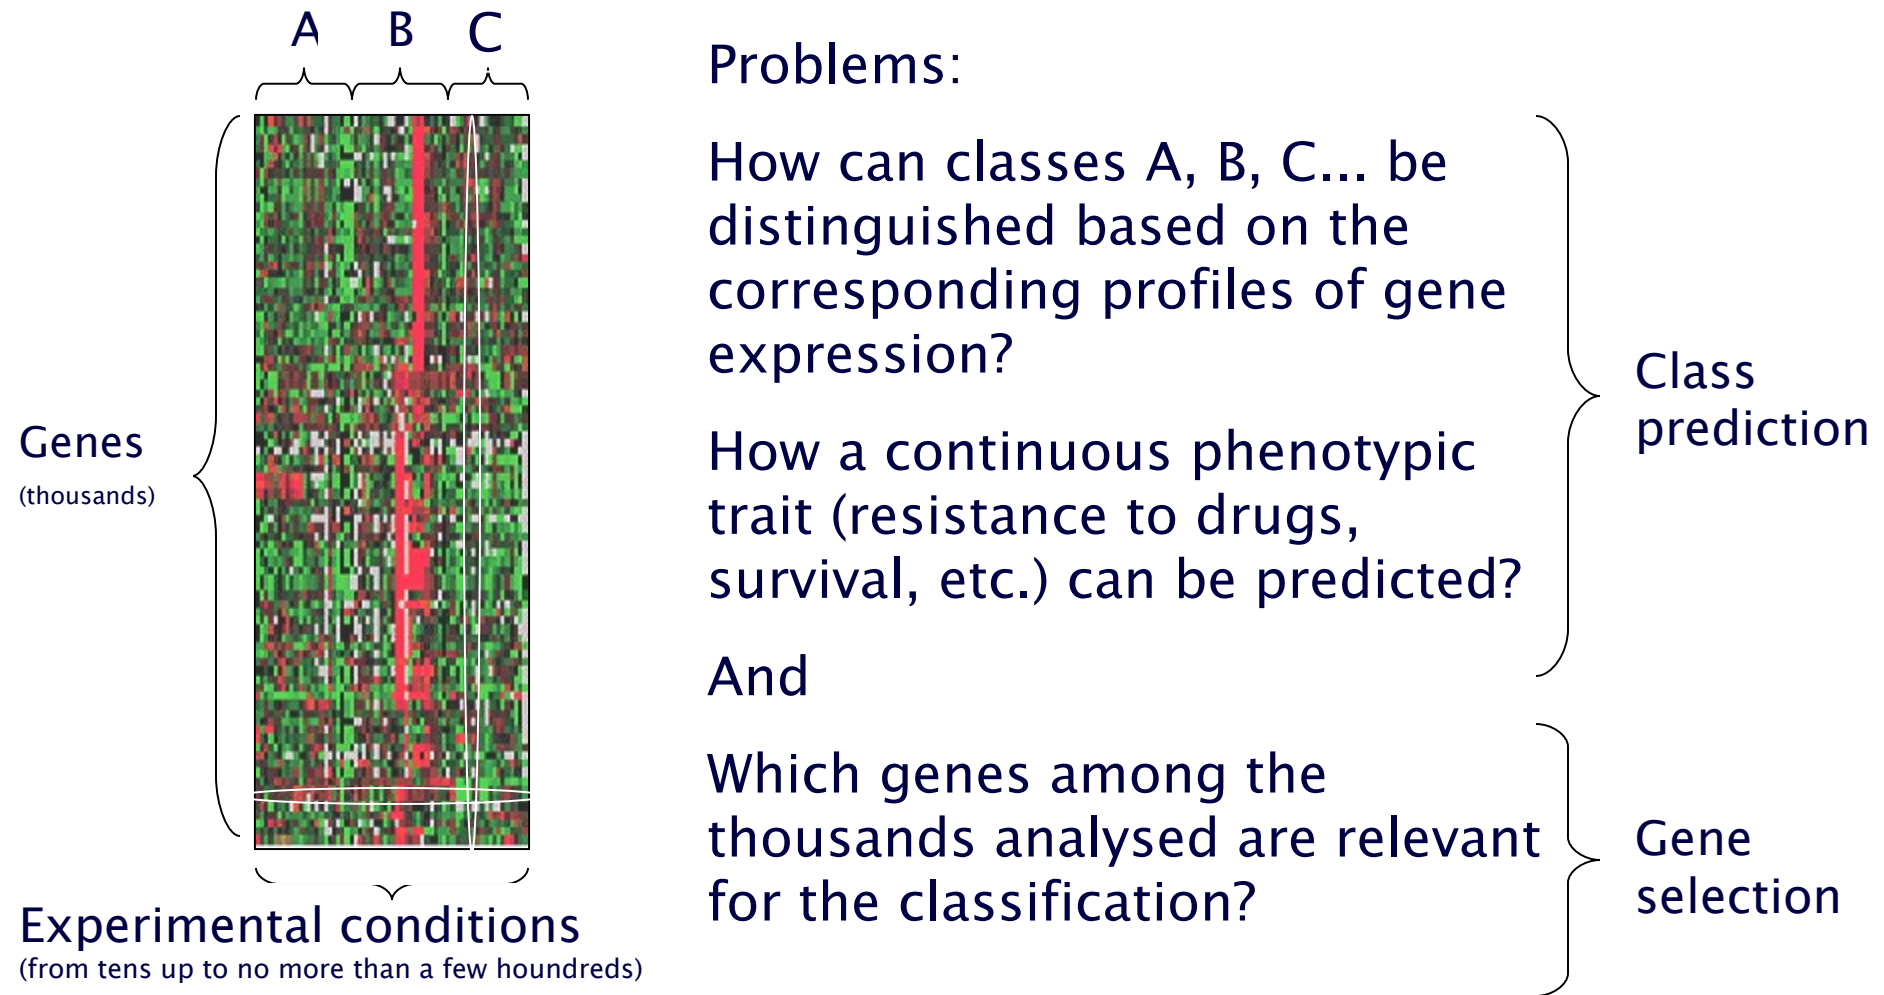 A B C
Genes
(thousands)
Experimental conditions
(from tens up to no more than a few houndreds)
Problems:
How can classes A, B, C... be
distinguished based on the
corresponding profiles of gene
expression?
How a continuous phenotypic
trait (resistance to drugs,
survival, etc.) can be predicted?
And
Which genes among the
thousands analysed are relevant
for the classification?
Class
prediction
Gene
selection